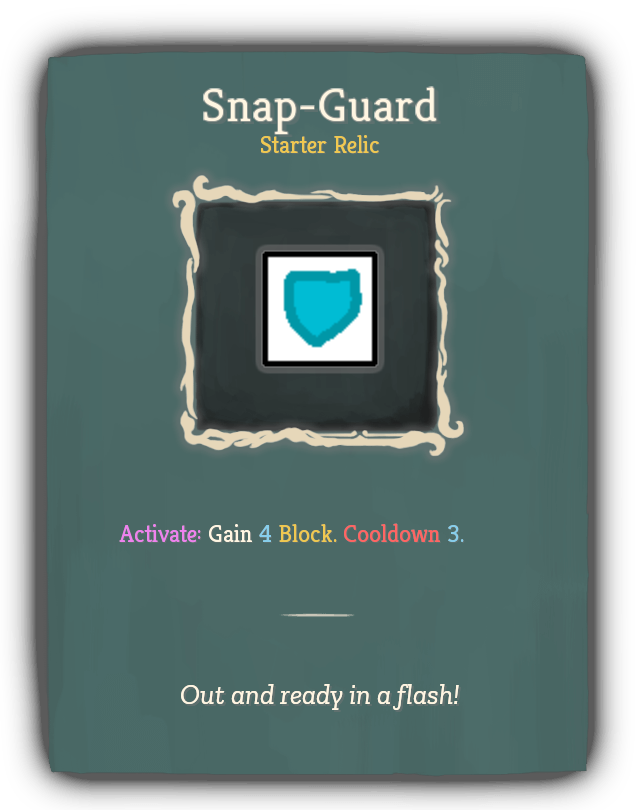 Snap-Guard
Starter Relic
Activate: Gain 4 Block. Cooldown 3.
Out and ready in a flash!